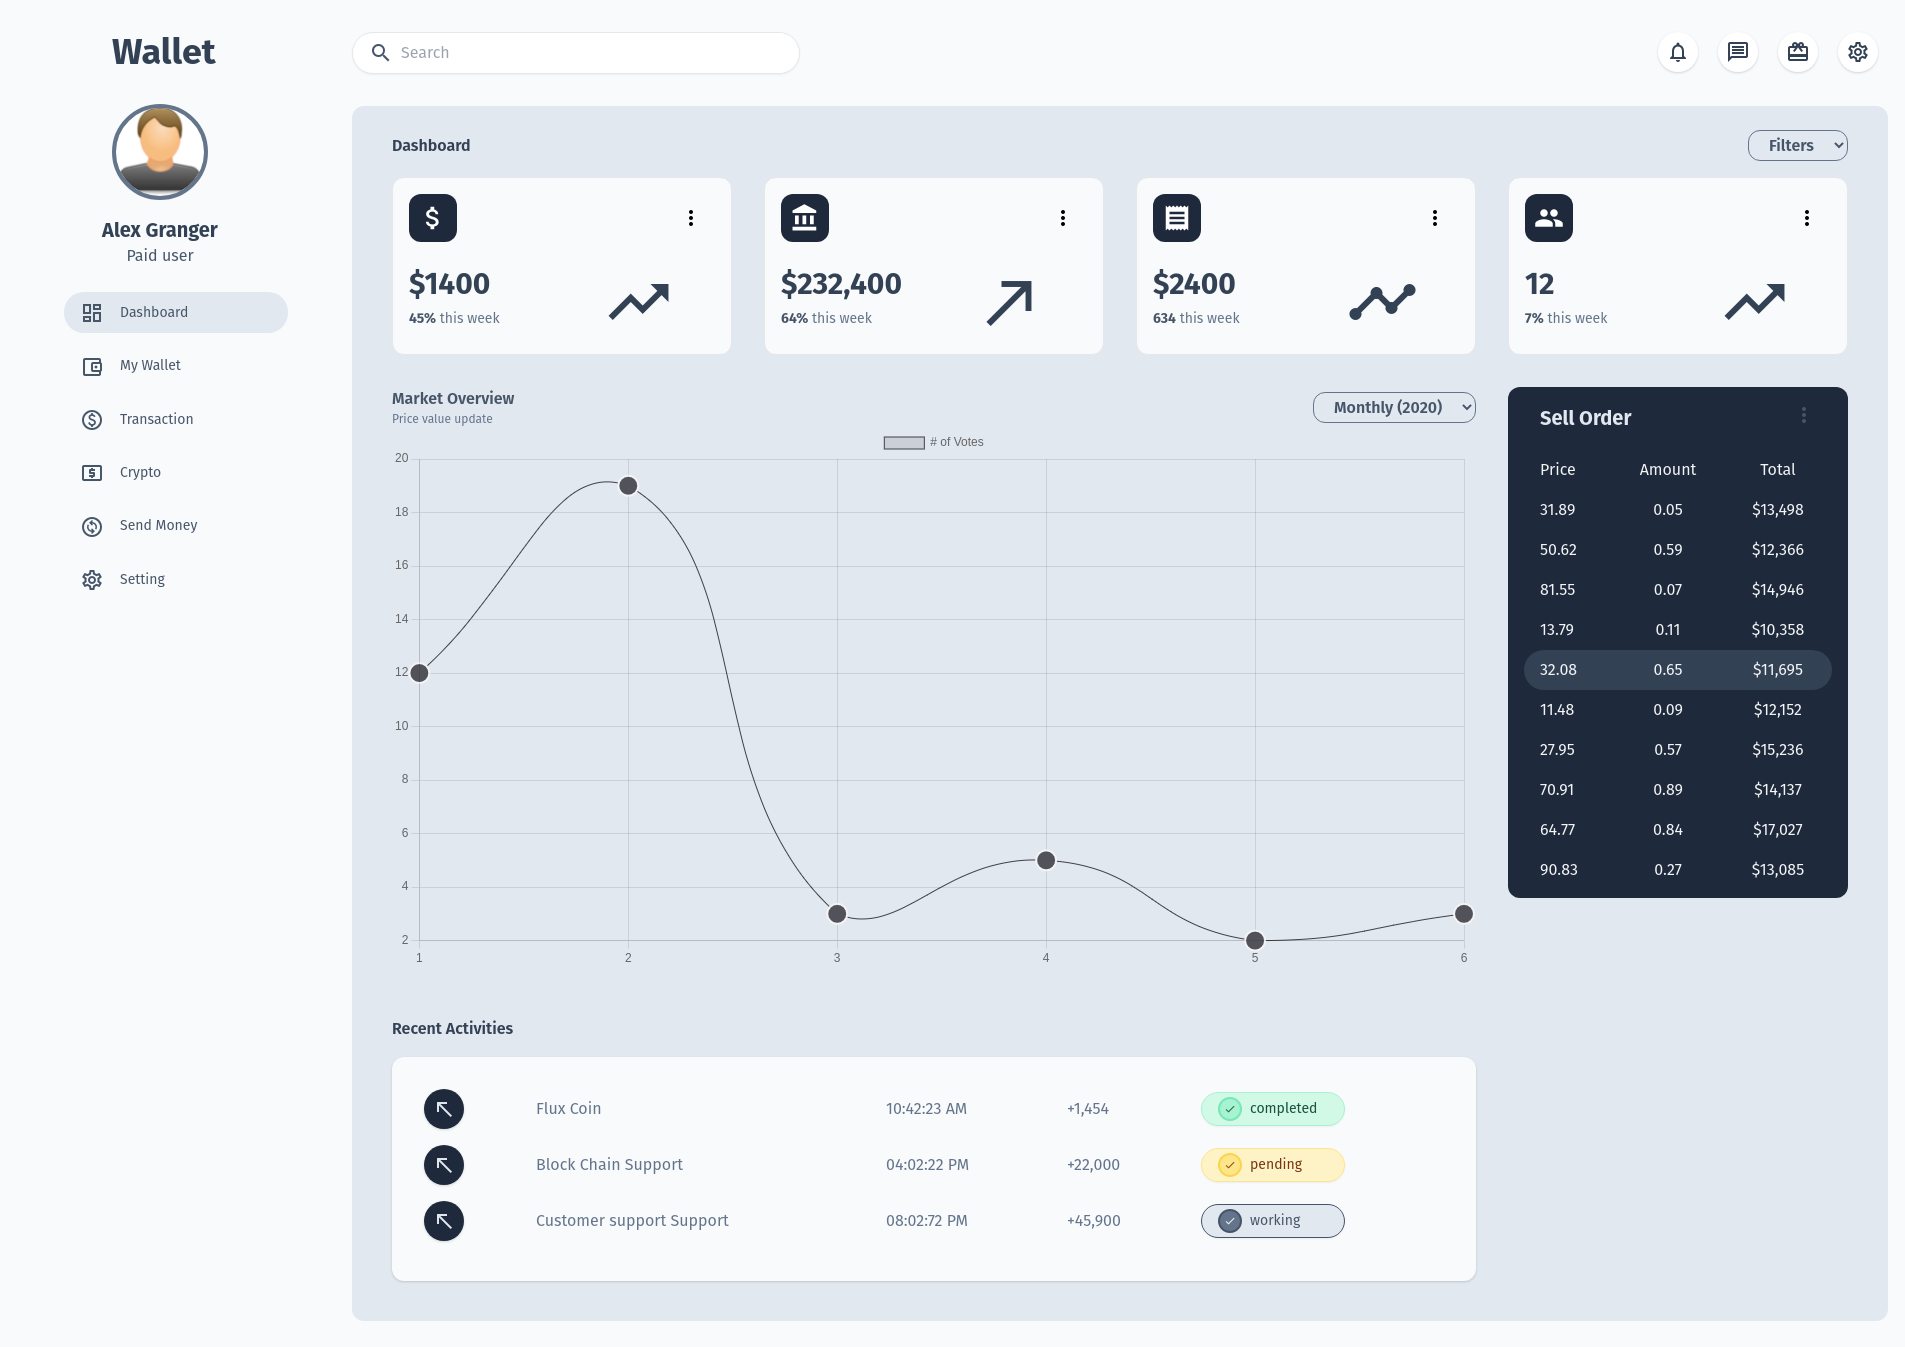 Wallet
Search
Alex Granger
Paid user
Dashboard
My Wallet
Transaction
Crypto
Send Money
Setting
Dashboard
Filters
$1400
45% this week
$232,400
64% this week
$2400
634 this week
12
7% this week
Market Overview
Price value update
Monthly (2020)
# of Votes
20
18
16
14
12
10
8
6
4
2
1 2 3 4 5 6
Sell Order
Price Amount Total
31.89 0.05 $13,498
50.62 0.59 $12,366
81.55 0.07 $14,946
13.79 0.11 $10,358
32.08 0.65 $11,695
11.48 0.09 $12,152
27.95 0.57 $15,236
70.91 0.89 $14,137
64.77 0.84 $17,027
90.83 0.27 $13,085
Recent Activities
Flux Coin 10:42:23 AM +1,454 completed
Block Chain Support 04:02:22 PM +22,000 pending
Customer support Support 08:02:72 PM +45,900 working